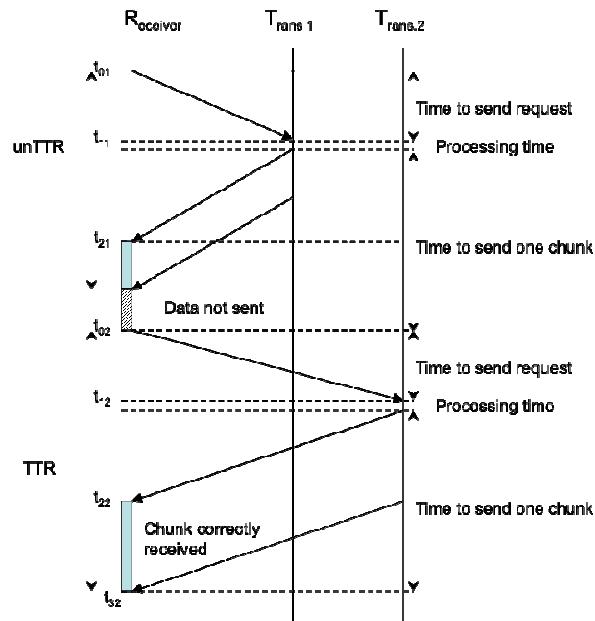 Receiver Trans 1 Trans.2
t01
Time to send request
t-1
unTTR
Processing time
t21
Time to send one chunk
Data not sent
t02
Time to send request
t-2
Processing time
TTR
t22
Time to send one chunk
Chunk correctly
received
t32